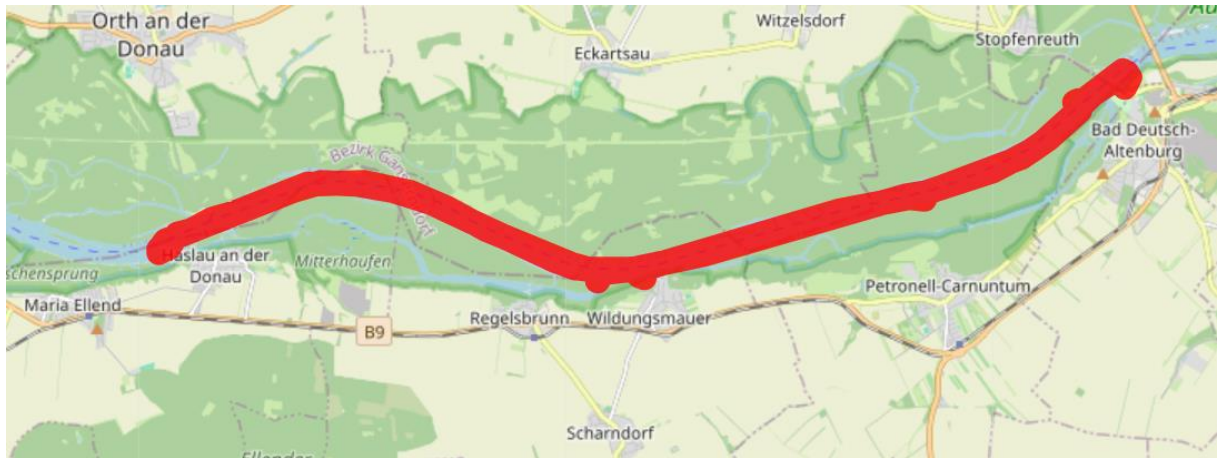 Orth an der
Donau
Witzelsdorf
Eckartsau
Stopfenreuth
Bad Deutsch-
Altenburg
Bezirk
Haslau an der
Donau
Mitterhaufen
Maria Ellend
Petronell-Carnuntum
B9
Regelsbrunn
Wildungsmauer
Scharndorf